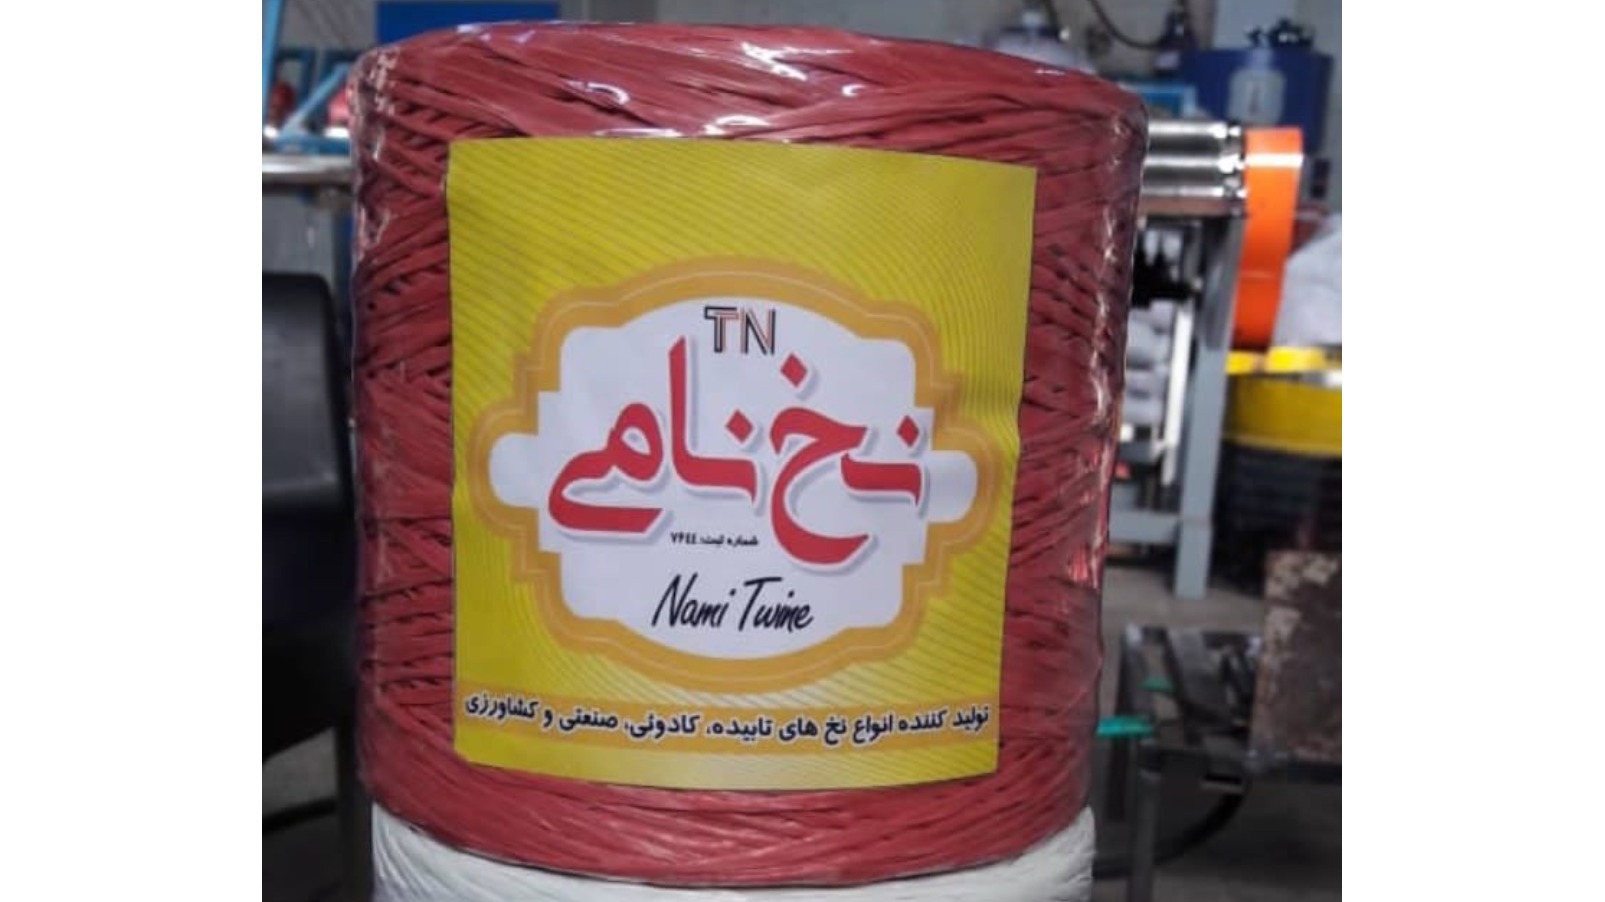 TN
نخ نامی
شماره ثبت: ۷۶۴۴
Nami Twine
تولید کننده انواع نخ های تابیده، کادوئی، صنعتی و کشاورزی